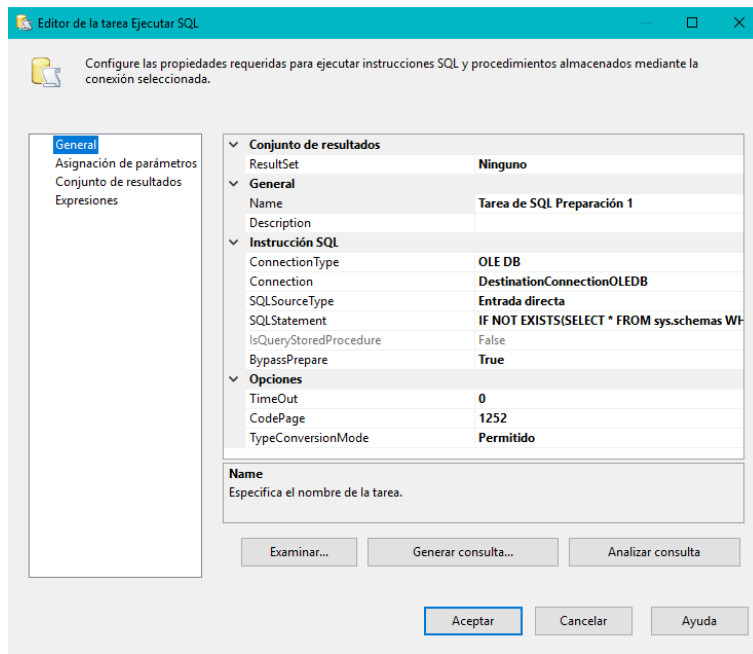 Editor de la tarea Ejecutar SQL
Configure las propiedades requeridas para ejecutar instrucciones SQL y procedimientos almacenados mediante la
conexión seleccionada.
General
Asignación de parámetros
Conjunto de resultados
Expresiones
Conjunto de resultados
ResultSet Ninguno
General
Name Tarea de SQL Preparación 1
Description
Instrucción SQL
ConnectionType OLE DB
Connection DestinationConnectionOLEDB
SQLSourceType Entrada directa
SQLStatement IF NOT EXISTS(SELECT * FROM sys.schemas WH
IsQueryStoredProcedure False
BypassPrepare True
Opciones
TimeOut 0
CodePage 1252
TypeConversionMode Permitido
Name
Especifica el nombre de la tarea.
Examinar... Generar consulta... Analizar consulta
Aceptar Cancelar Ayuda